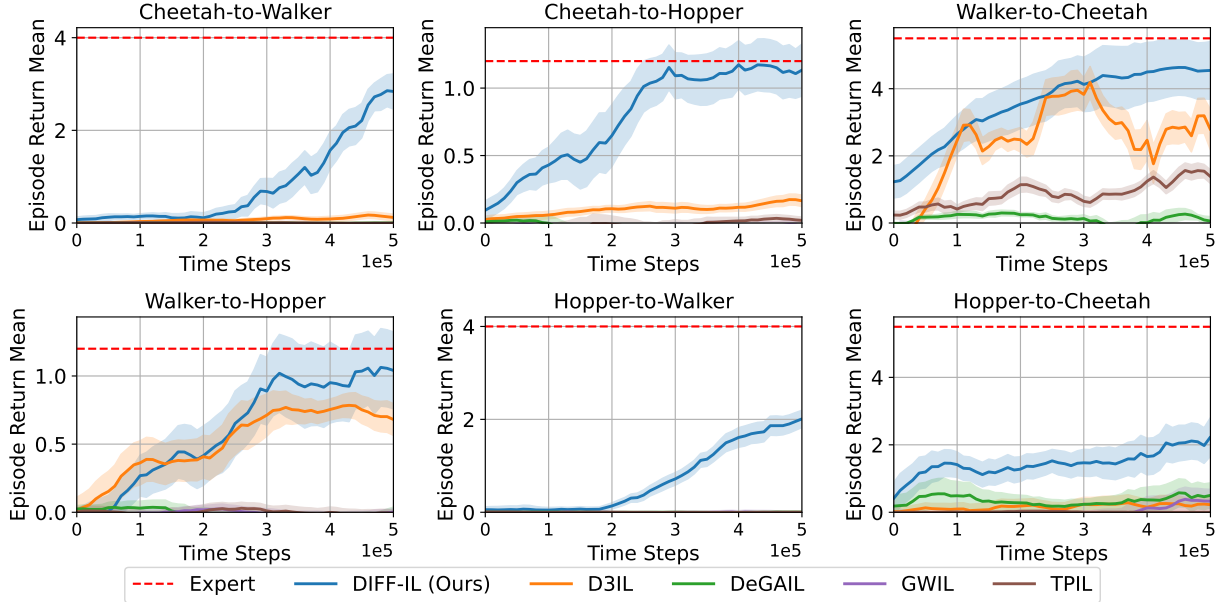 Cheetah-to-Walker
Cheetah-to-Hopper
Walker-to-Cheetah
Episode Return Mean
4
2
0
0 1 2 3 4 5
Time Steps
1e5
Episode Return Mean
1.0
0.5
0.0
0 1 2 3 4 5
Time Steps
1e5
Episode Return Mean
4
2
0
0 1 2 3 4 5
Time Steps
1e5
Walker-to-Hopper
Hopper-to-Walker
Hopper-to-Cheetah
Episode Return Mean
1.0
0.5
0.0
0 1 2 3 4 5
Time Steps
1e5
Episode Return Mean
4
2
0
0 1 2 3 4 5
Time Steps
1e5
Episode Return Mean
4
2
0
0 1 2 3 4 5
Time Steps
1e5
Expert DIFF-IL (Ours) D3IL DeGAIL GWIL TPIL